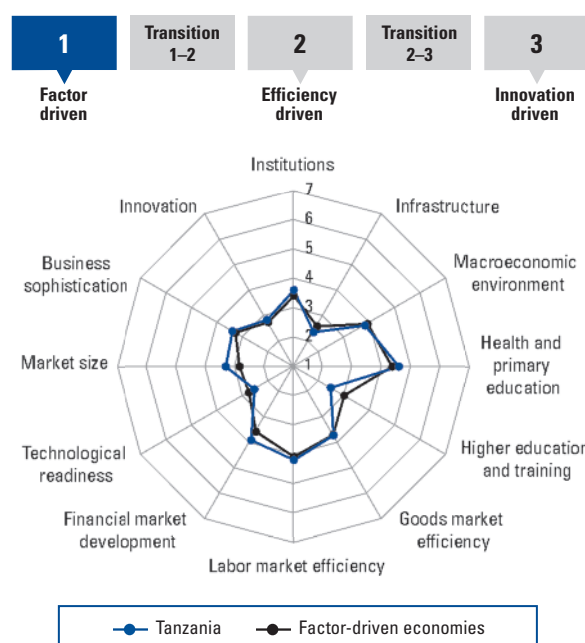 1
Transition
1–2
2
Transition
2–3
3
Factor
driven
Efficiency
driven
Innovation
driven
Institutions
7
Innovation
Infrastructure
6
5
Business
sophistication
Macroeconomic
environment
4
3
2
Market size
1
Health and
primary
education
Technological
readiness
Higher education
and training
Financial market
development
Goods market
efficiency
Labor market efficiency
Tanzania
Factor-driven economies